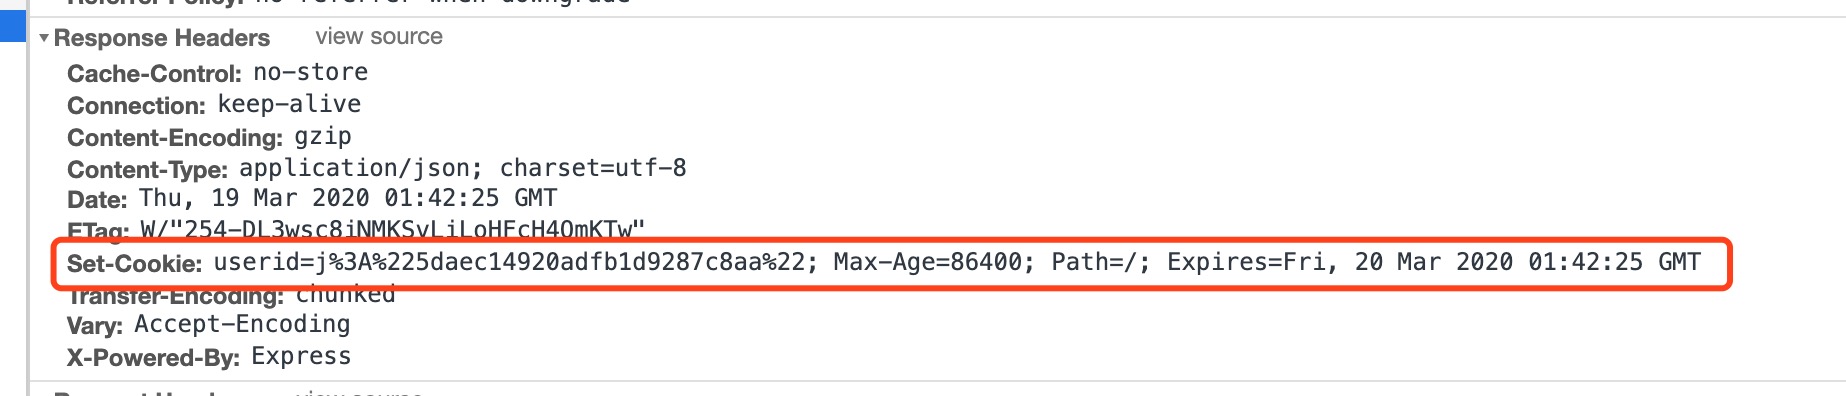 Referrer-Policy: no-referrer-when-downgrade
Response Headers view source
Cache-Control: no-store
Connection: keep-alive
Content-Encoding: gzip
Content-Type: application/json; charset=utf-8
Date: Thu, 19 Mar 2020 01:42:25 GMT
ETag: W/"254-DL3wsc8iNMKSvLiLoHFcH4OmKTw"
Set-Cookie: userid=j%3A%225daec14920adfb1d9287c8aa%22; Max-Age=86400; Path=/; Expires=Fri, 20 Mar 2020 01:42:25 GMT
Transfer-Encoding: chunked
Vary: Accept-Encoding
X-Powered-By: Express
view source